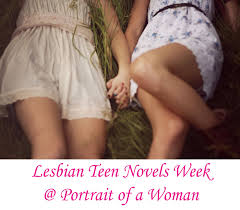 Lesbian Teen Novels Week
@ Portrait of a Woman